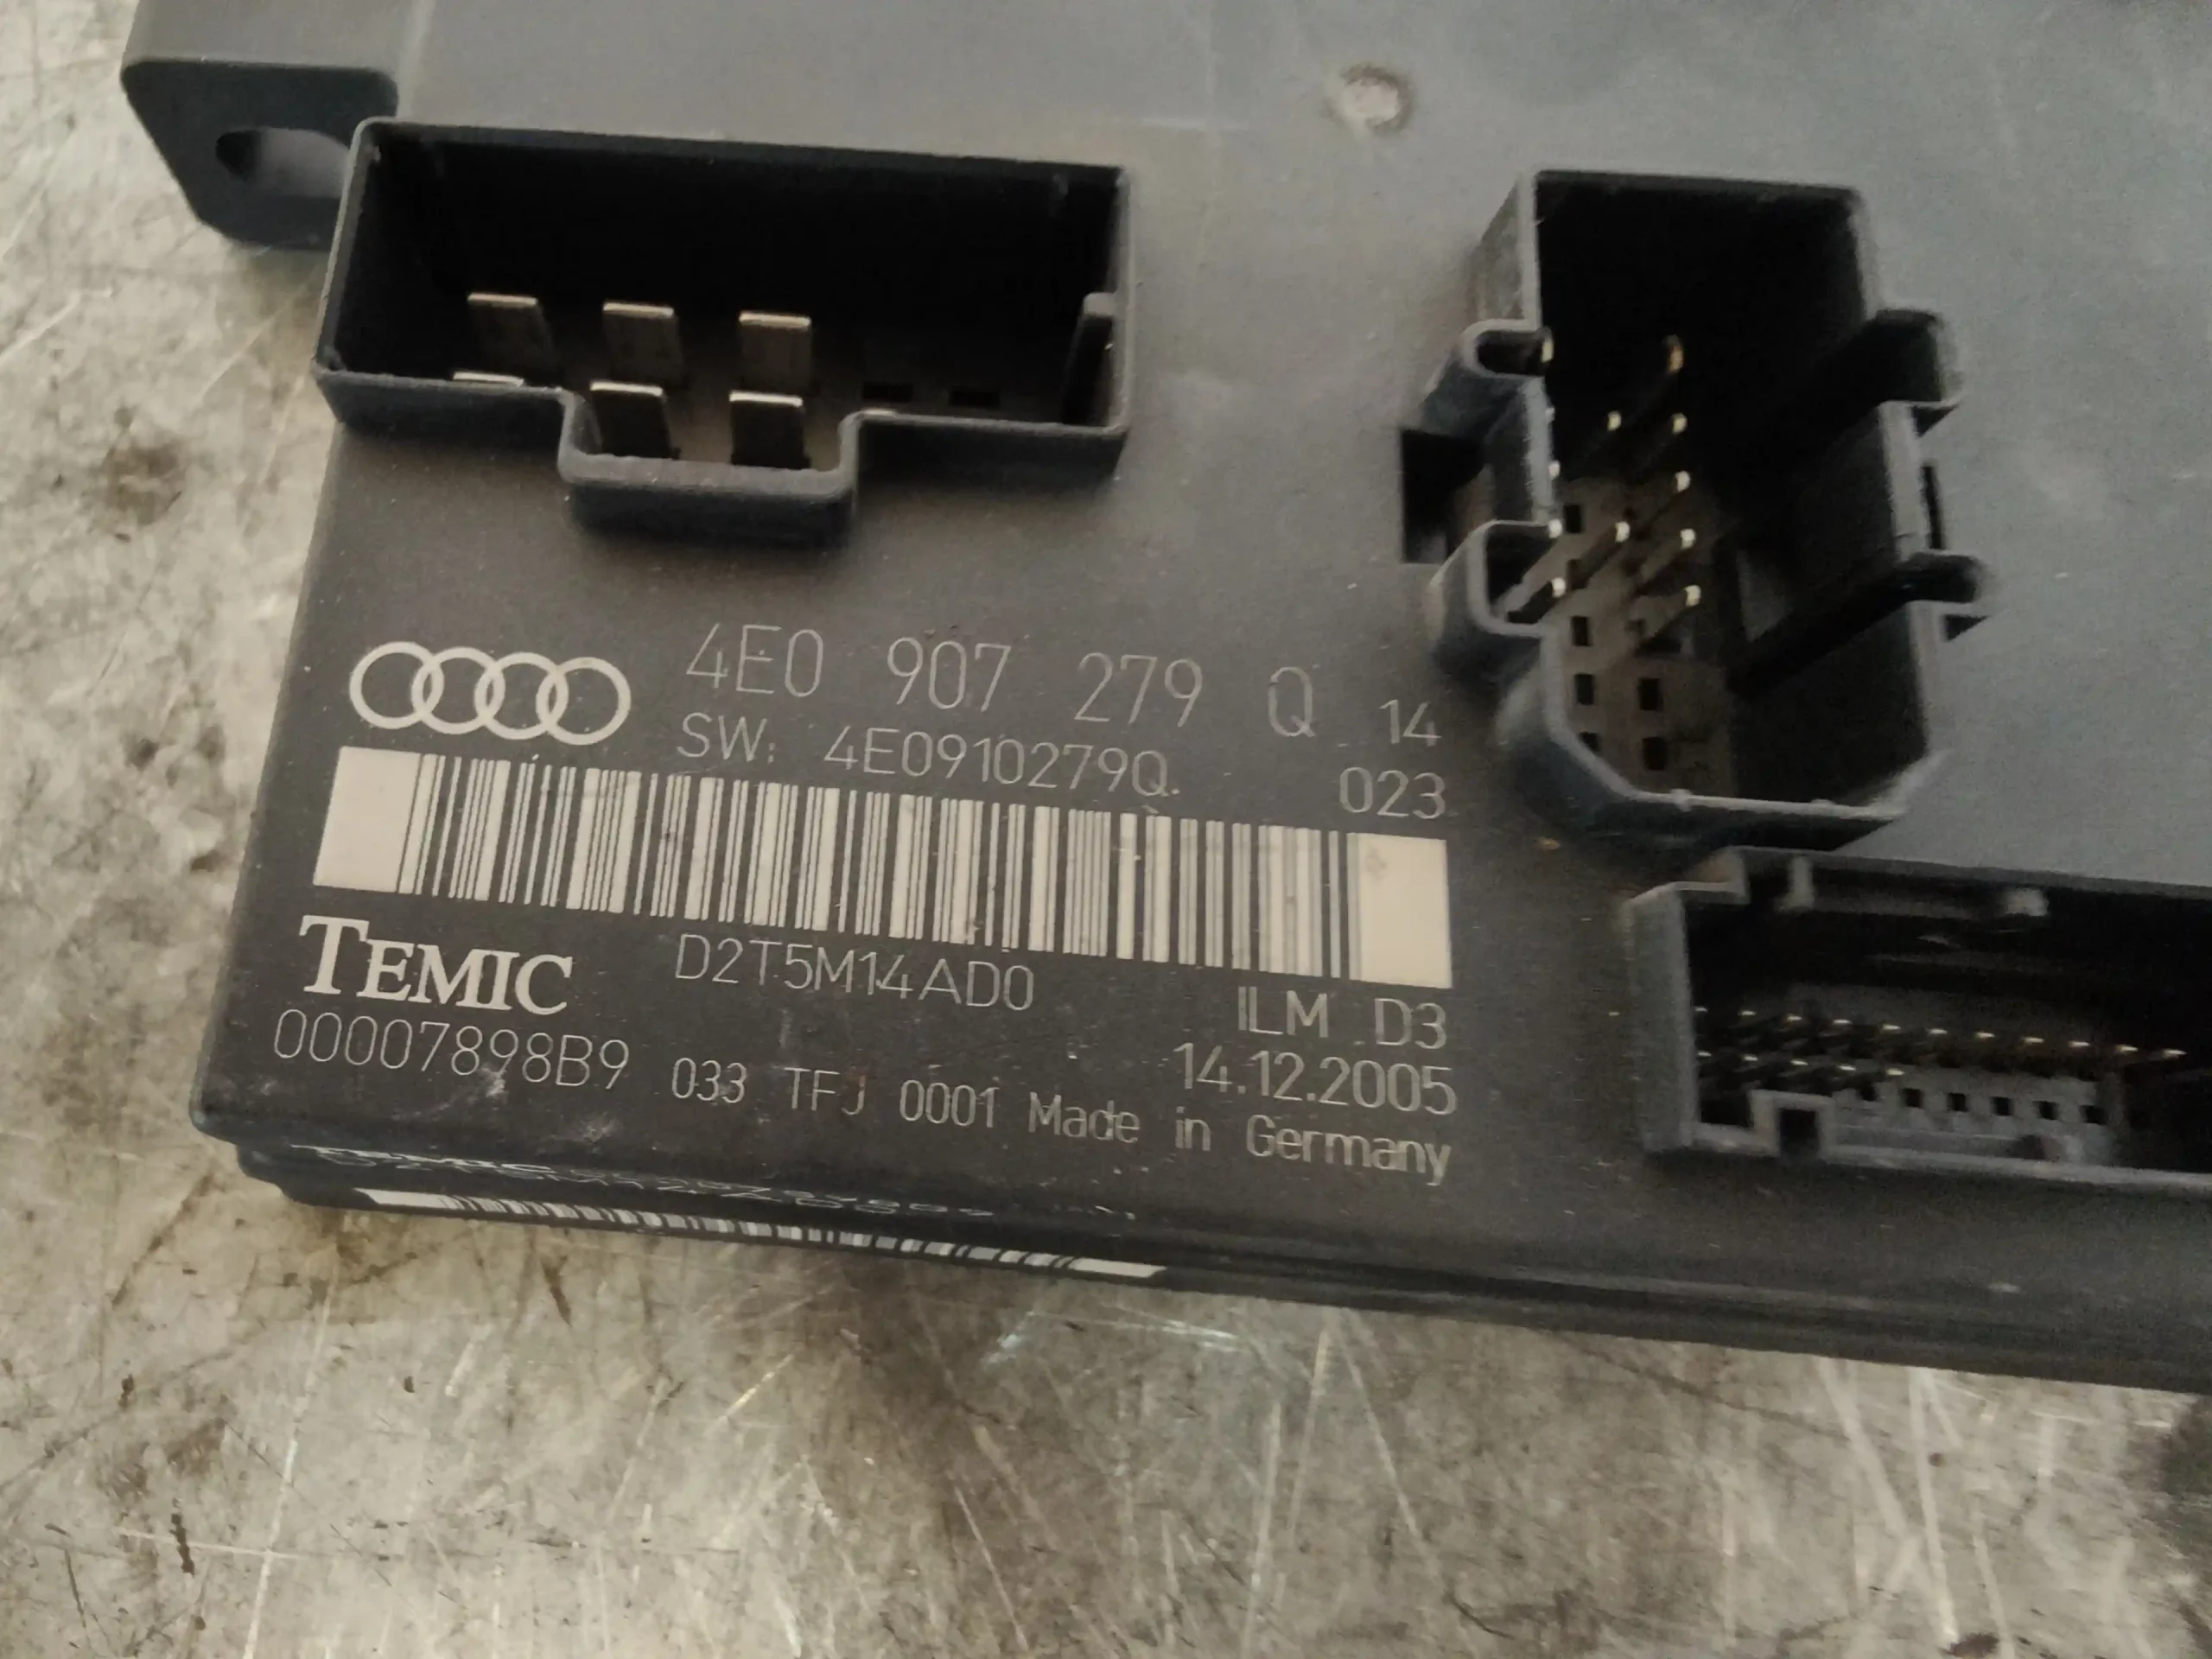 4E0 907 279 Q 14
SW: 4E0910279Q 023
TEMIC D2T5M14AD0 ILM D3
00007898B9 14.12.2005
033 TFJ 0001 Made in Germany
TEMIC